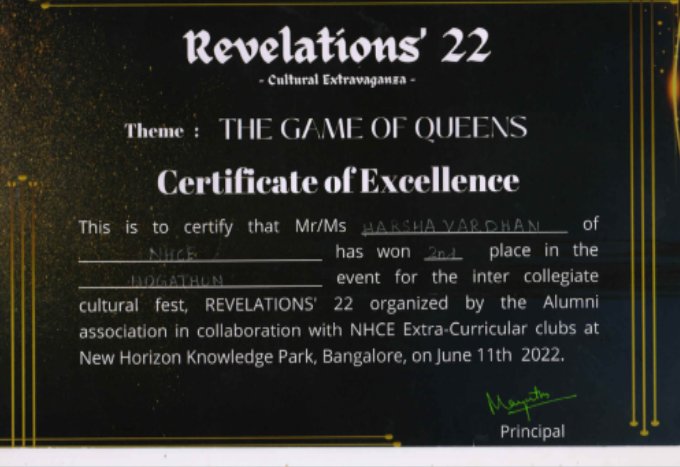 Revelations' 22
- Cultural Extravaganza -
Theme : THE GAME OF QUEENS
Certificate of Excellence
This is to certify that Mr/Ms HARSHA VARDHAN of
NHCE has won 2nd place in the
event for the inter collegiate
cultural fest, REVELATIONS' 22 organized by the Alumni
association in collaboration with NHCE Extra-Curricular clubs at
New Horizon Knowledge Park, Bangalore, on June 11th 2022.
Principal